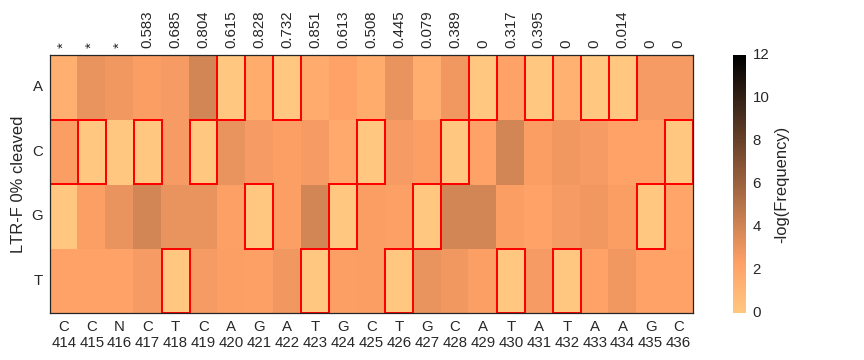 * * * 0.583 0.685 0.804 0.615 0.828 0.732 0.851 0.613 0.508 0.445 0.079 0.389 0 0.317 0.395 0 0 0.014 0 0
LTR-F 0% cleaved
A
C
G
T
C C N C T C A G A T G C T G C A T A T A A G C
414 415 416 417 418 419 420 421 422 423 424 425 426 427 428 429 430 431 432 433 434 435 436
12
10
8
6
4
2
0
-log(Frequency)